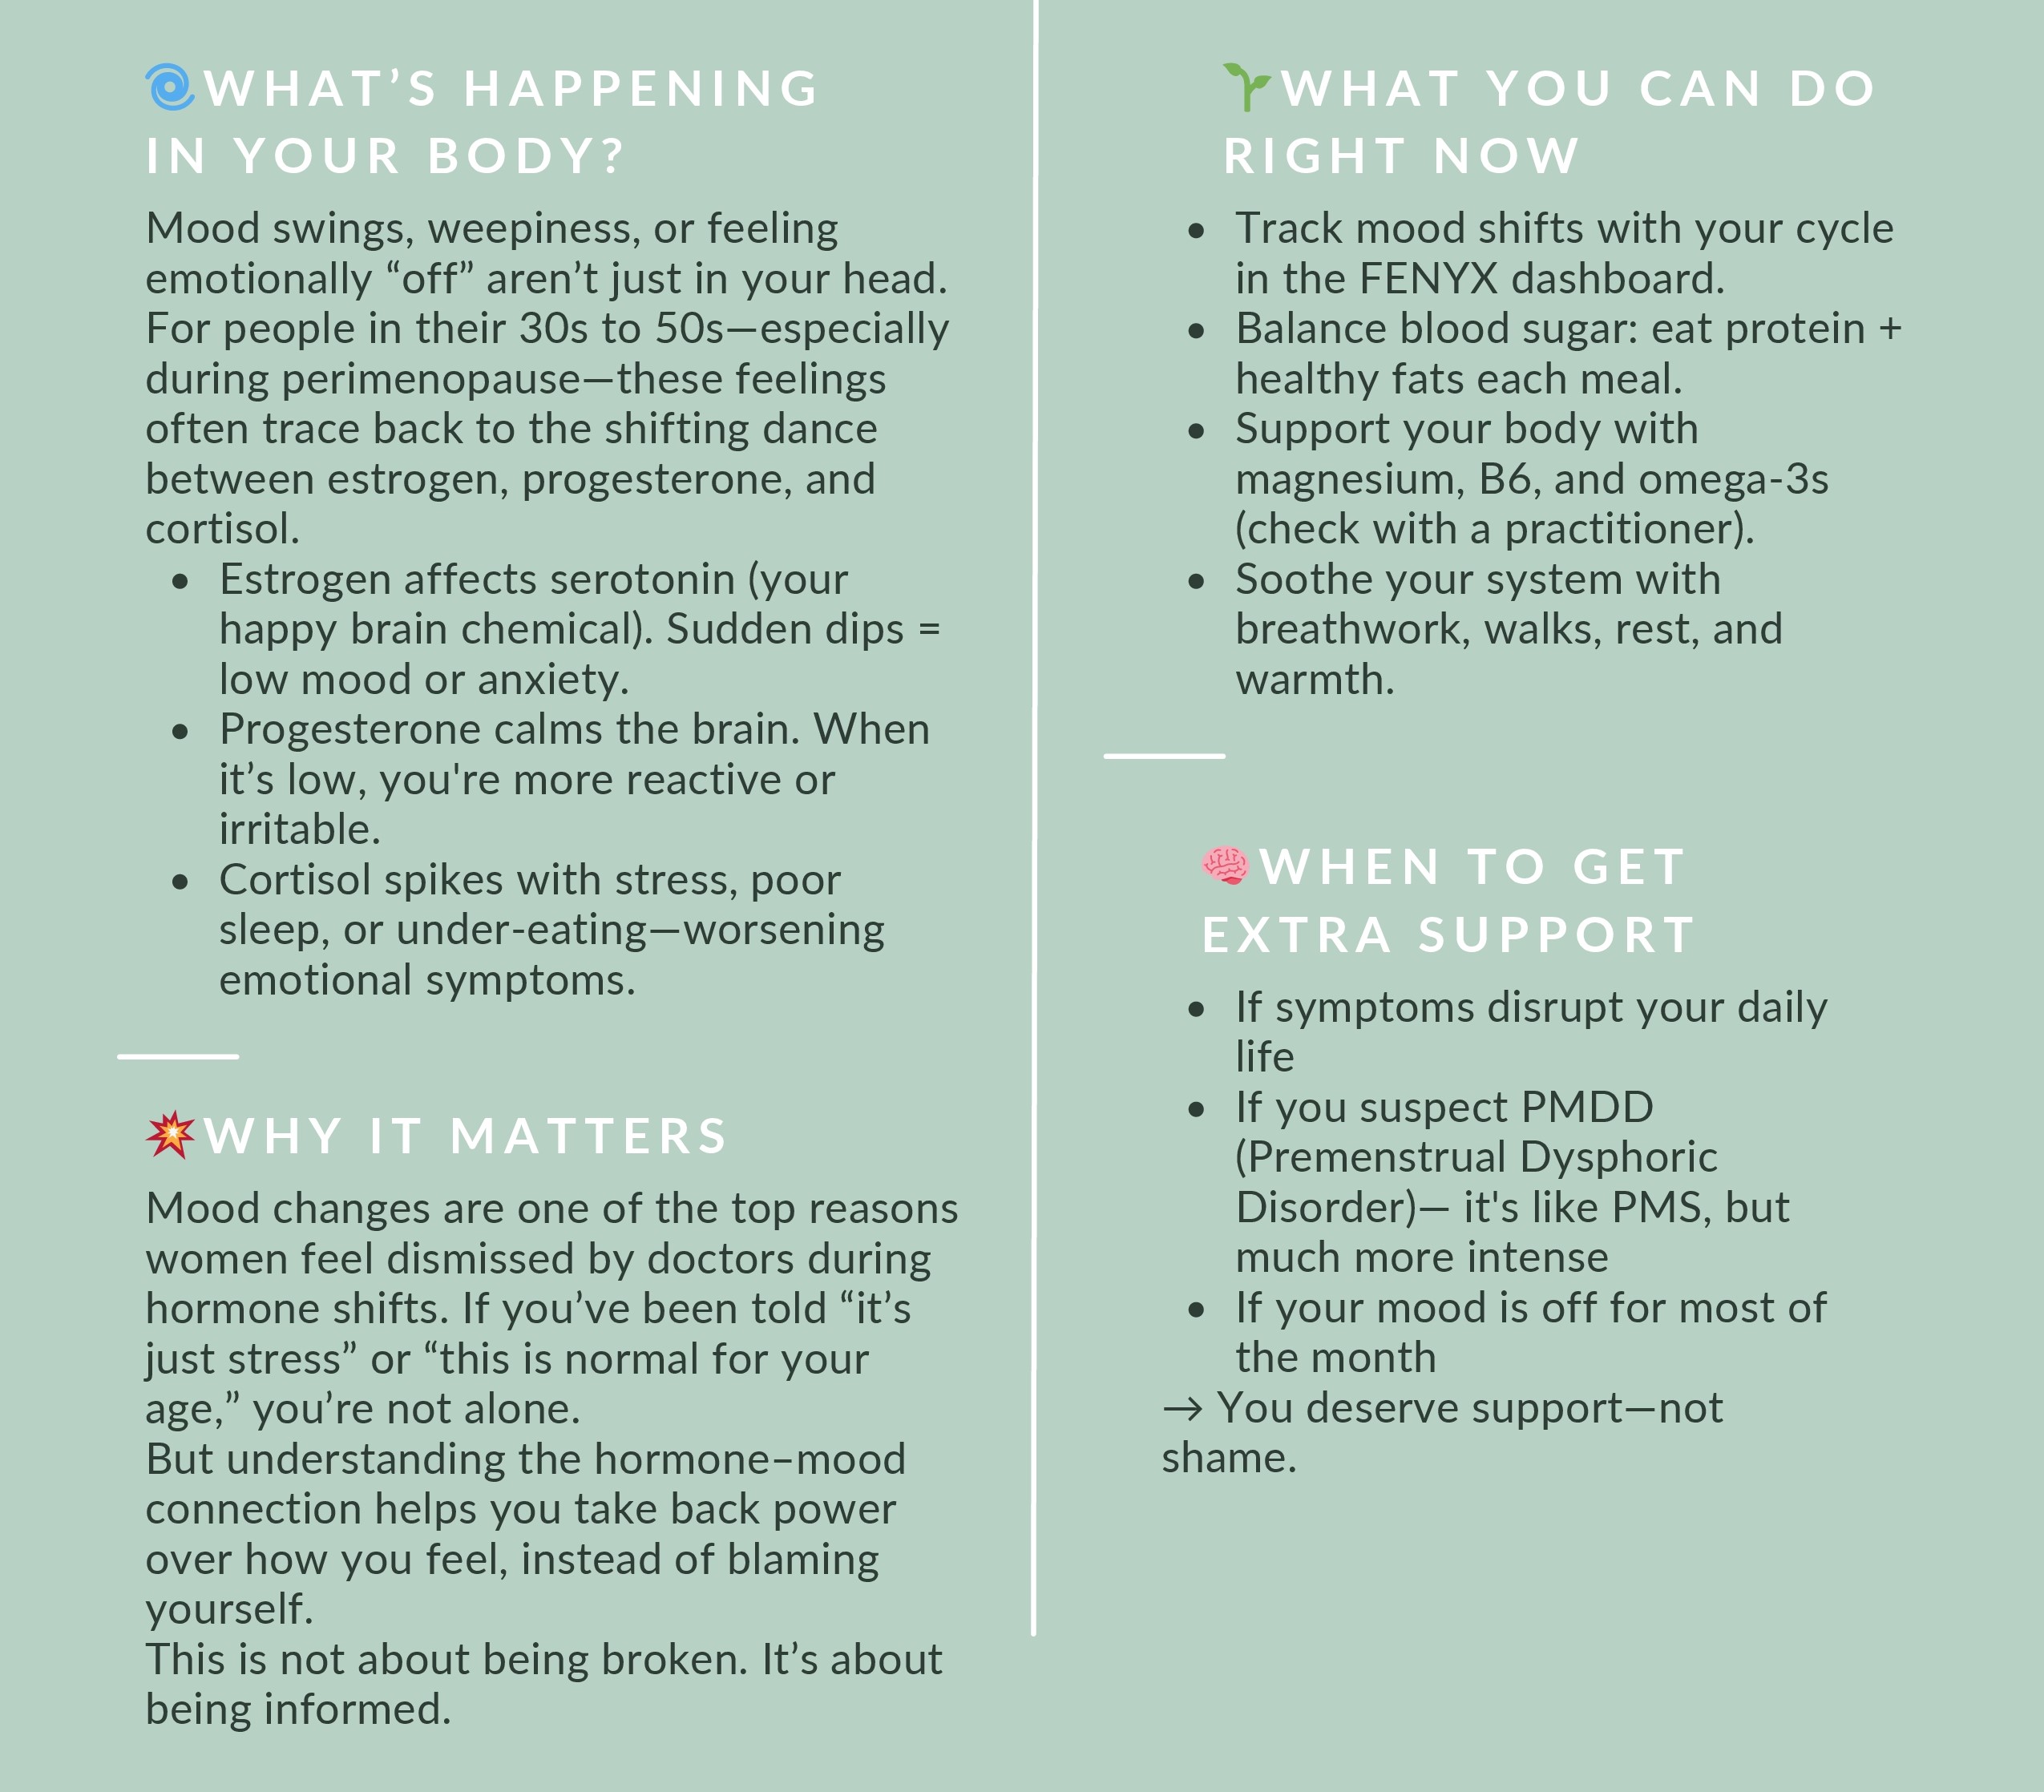 🌀WHAT’S HAPPENING
IN YOUR BODY?
Mood swings, weepiness, or feeling
emotionally “off” aren’t just in your head.
For people in their 30s to 50s—especially
during perimenopause—these feelings
often trace back to the shifting dance
between estrogen, progesterone, and
cortisol.
• Estrogen affects serotonin (your
happy brain chemical). Sudden dips =
low mood or anxiety.
• Progesterone calms the brain. When
it’s low, you're more reactive or
irritable.
• Cortisol spikes with stress, poor
sleep, or under-eating—worsening
emotional symptoms.
💥WHY IT MATTERS
Mood changes are one of the top reasons
women feel dismissed by doctors during
hormone shifts. If you’ve been told “it’s
just stress” or “this is normal for your
age,” you’re not alone.
But understanding the hormone–mood
connection helps you take back power
over how you feel, instead of blaming
yourself.
This is not about being broken. It’s about
being informed.
🌱WHAT YOU CAN DO
RIGHT NOW
• Track mood shifts with your cycle
in the FENYX dashboard.
• Balance blood sugar: eat protein +
healthy fats each meal.
• Support your body with
magnesium, B6, and omega-3s
(check with a practitioner).
• Soothe your system with
breathwork, walks, rest, and
warmth.
🧠WHEN TO GET
EXTRA SUPPORT
• If symptoms disrupt your daily
life
• If you suspect PMDD
(Premenstrual Dysphoric
Disorder)— it's like PMS, but
much more intense
• If your mood is off for most of
the month
→ You deserve support—not
shame.